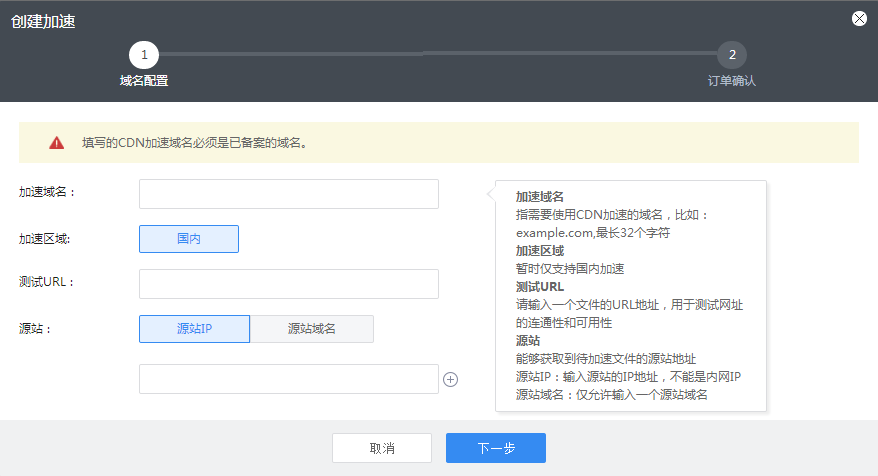 创建加速
1
2
域名配置
订单确认
填写的CDN加速域名必须是已备案的域名。
加速域名：
加速区域:
国内
测试URL：
源站：
源站IP
源站域名
加速域名
指需要使用CDN加速的域名，比如：
example.com,最长32个字符
加速区域
暂时仅支持国内加速
测试URL
请输入一个文件的URL地址，用于测试网址
的连通性和可用性
源站
能够获取到待加速文件的源站地址
源站IP：输入源站的IP地址，不能是内网IP
源站域名：仅允许输入一个源站域名
取消
下一步